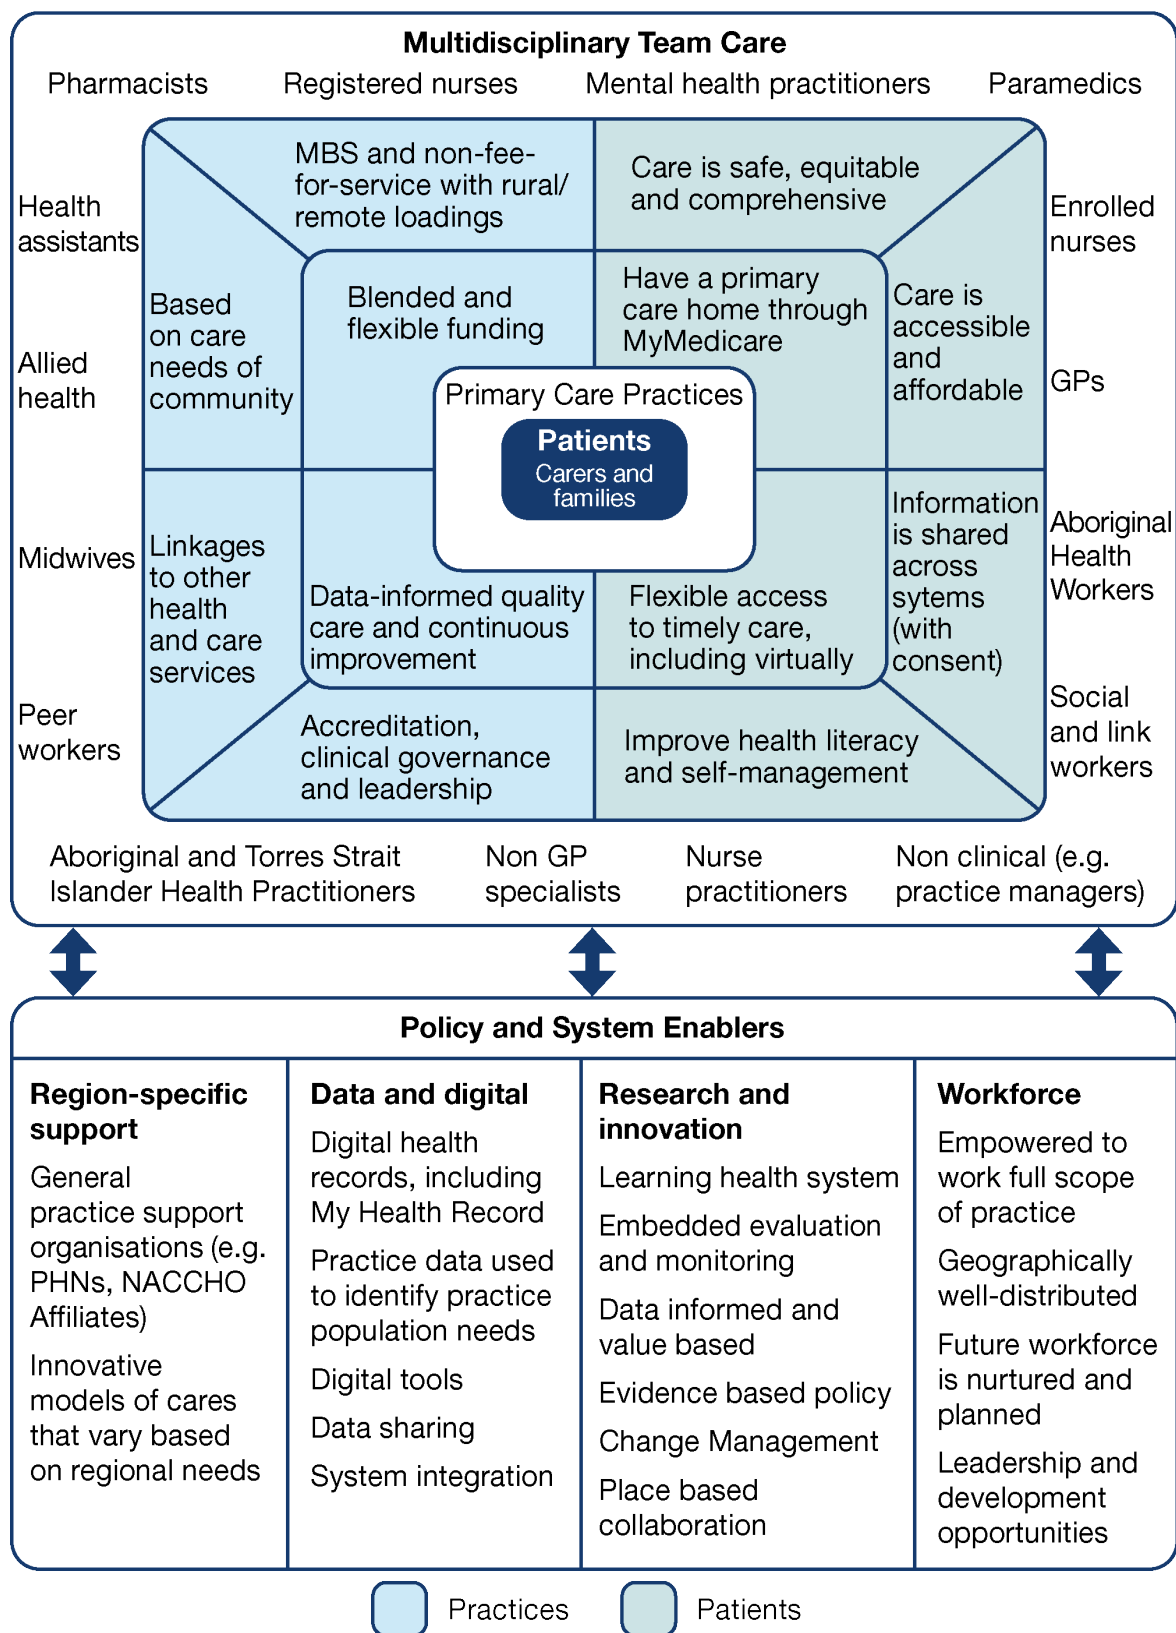 Multidisciplinary Team Care
Pharmacists
Registered nurses
Mental health practitioners
Paramedics
Health
assistants
Allied
health
Midwives
Peer
workers
MBS and non-fee-
for-service with rural/
remote loadings
Care is safe, equitable
and comprehensive
Based
on care
needs of
community
Blended and
flexible funding
Have a primary
care home through
MyMedicare
Care is
accessible
and
affordable
Primary Care Practices
Patients
Carers and
families
Linkages
to other
health
and care
services
Data-informed quality
care and continuous
improvement
Flexible access
to timely care,
including virtually
Information
is shared
across
sytems
(with
consent)
Accreditation,
clinical governance
and leadership
Improve health literacy
and self-management
Enrolled
nurses
GPs
Aboriginal
Health
Workers
Social
and link
workers
Aboriginal and Torres Strait
Islander Health Practitioners
Non GP
specialists
Nurse
practitioners
Non clinical (e.g.
practice managers)
Policy and System Enablers
Region-specific
support
General
practice support
organisations (e.g.
PHNs, NACCHO
Affiliates)
Innovative
models of cares
that vary based
on regional needs
Data and digital
Digital health
records, including
My Health Record
Practice data used
to identify practice
population needs
Digital tools
Data sharing
System integration
Research and
innovation
Learning health system
Embedded evaluation
and monitoring
Data informed and
value based
Evidence based policy
Change Management
Place based
collaboration
Workforce
Empowered to
work full scope
of practice
Geographically
well-distributed
Future workforce
is nurtured and
planned
Leadership and
development
opportunities
Practices
Patients